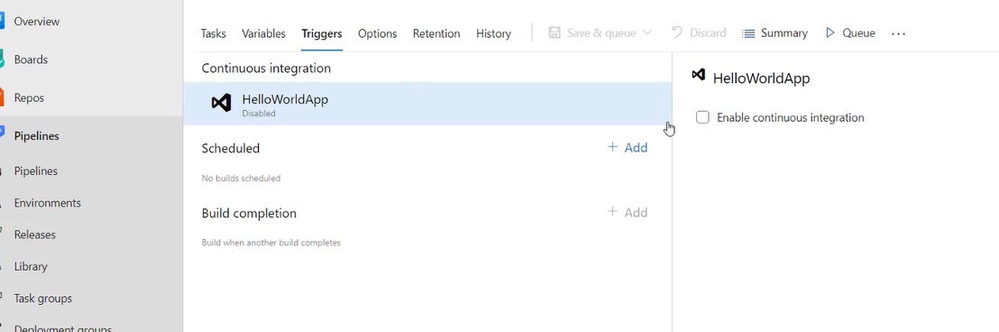 Overview
Boards
Repos
Pipelines
Pipelines
Environments
Releases
Library
Task groups
Deployment groups
Tasks Variables Triggers Options Retention History Save & queue Discard Summary Queue ...
Continuous integration
HelloWorldApp
Disabled
Scheduled + Add
No builds scheduled
Build completion + Add
Build when another build completes
HelloWorldApp
Enable continuous integration